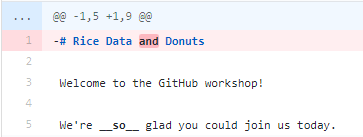 ... @@ -1,5 +1,9 @@
1 -# Rice Data and Donuts
2
3 Welcome to the GitHub workshop!
4
5 We're __so__ glad you could join us today.